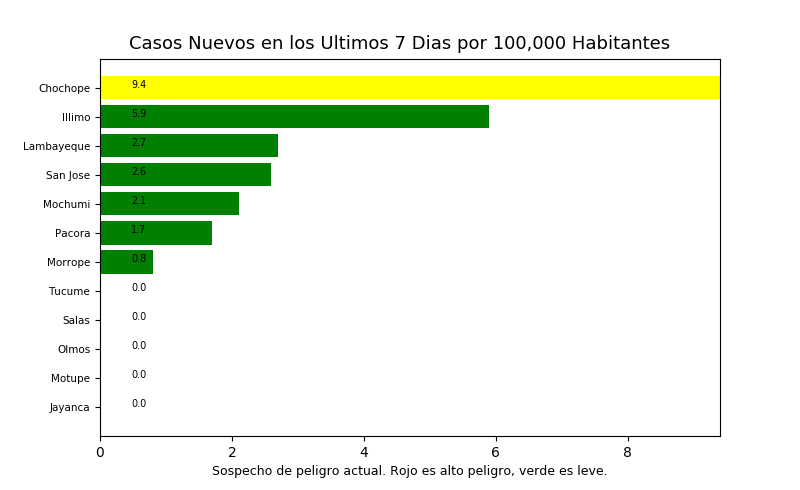 Casos Nuevos en los Ultimos 7 Dias por 100,000 Habitantes
Chochope 9.4
Illimo 5.9
Lambayeque 2.7
San Jose 2.6
Mochumi 2.1
Pacora 1.7
Morrope 0.8
Tucume 0.0
Salas 0.0
Olmos 0.0
Motupe 0.0
Jayanca 0.0
0 2 4 6 8
Sospecho de peligro actual. Rojo es alto peligro, verde es leve.